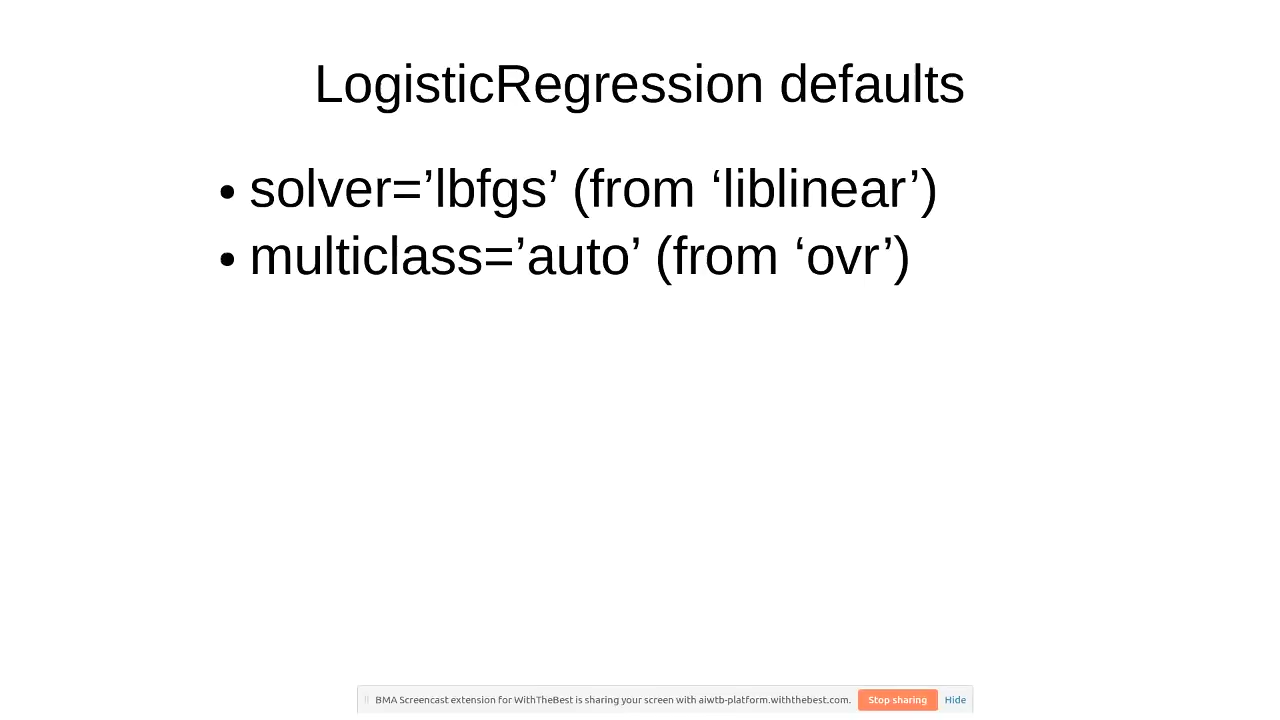 LogisticRegression defaults
• solver=’lbfgs’ (from ‘liblinear’)
• multiclass=’auto’ (from ‘ovr’)
BMA Screencast extension for WithTheBest is sharing your screen with aiwtb-platform.withthebest.com. Stop sharing Hide